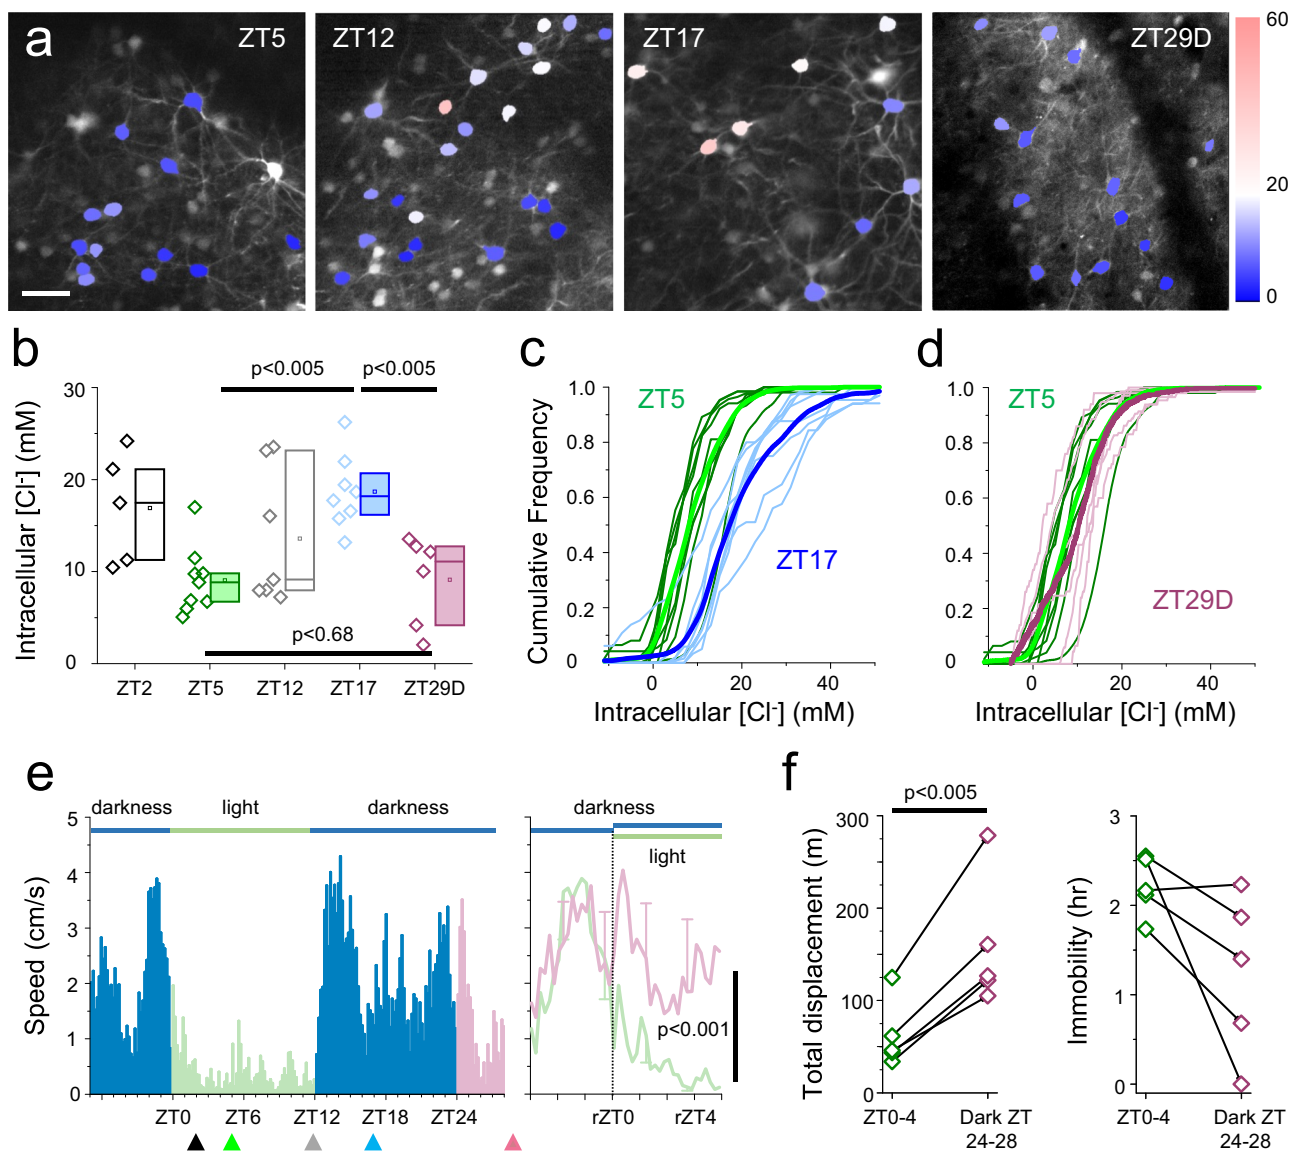 a
ZT5
ZT12
ZT17
ZT29D
60
20
0
b
p<0.005
p<0.005
Intracellular [Cl-] (mM)
30
20
10
0
p<0.68
ZT2
ZT5
ZT12
ZT17
ZT29D
c
ZT5
ZT17
Cumulative Frequency
1.0
0.8
0.6
0.4
0.2
0
0
20
40
Intracellular [Cl-] (mM)
d
ZT5
ZT29D
1.0
0.8
0.6
0.4
0.2
0
0
20
40
Intracellular [Cl-] (mM)
e
darkness
light
darkness
Speed (cm/s)
5
4
3
2
1
0
ZT0
ZT6
ZT12
ZT18
ZT24
darkness
light
p<0.001
rZT0
rZT4
f
p<0.005
Total displacement (m)
300
200
100
0
ZT0-4
Dark ZT
24-28
Immobility (hr)
3
2
1
0
ZT0-4
Dark ZT
24-28